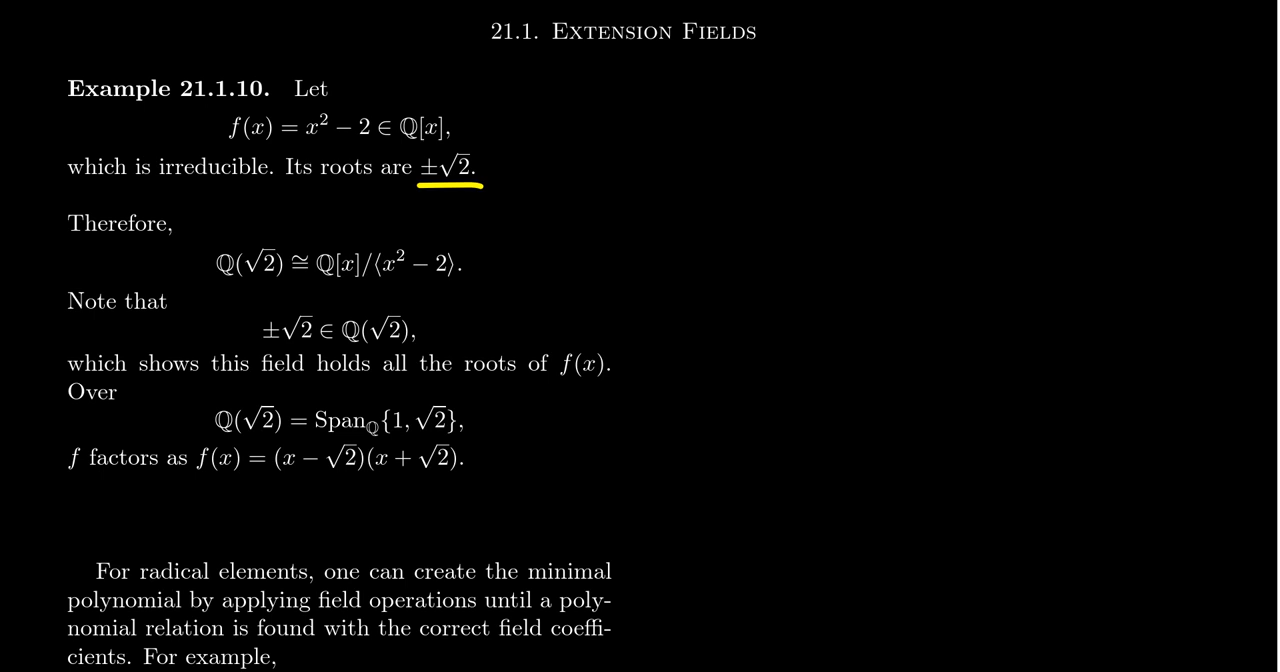 21.1. Extension Fields
Example 21.1.10. Let
f(x) = x² − 2 ∈ ℚ[x],
which is irreducible. Its roots are ±√2.
Therefore,
ℚ(√2) ≅ ℚ[x]/⟨x² − 2⟩.
Note that
±√2 ∈ ℚ(√2),
which shows this field holds all the roots of f(x).
Over
ℚ(√2) = Span_ℚ{1, √2},
f factors as f(x) = (x − √2)(x + √2).
For radical elements, one can create the minimal
polynomial by applying field operations until a poly-
nomial relation is found with the correct field coeffi-
cients. For example,